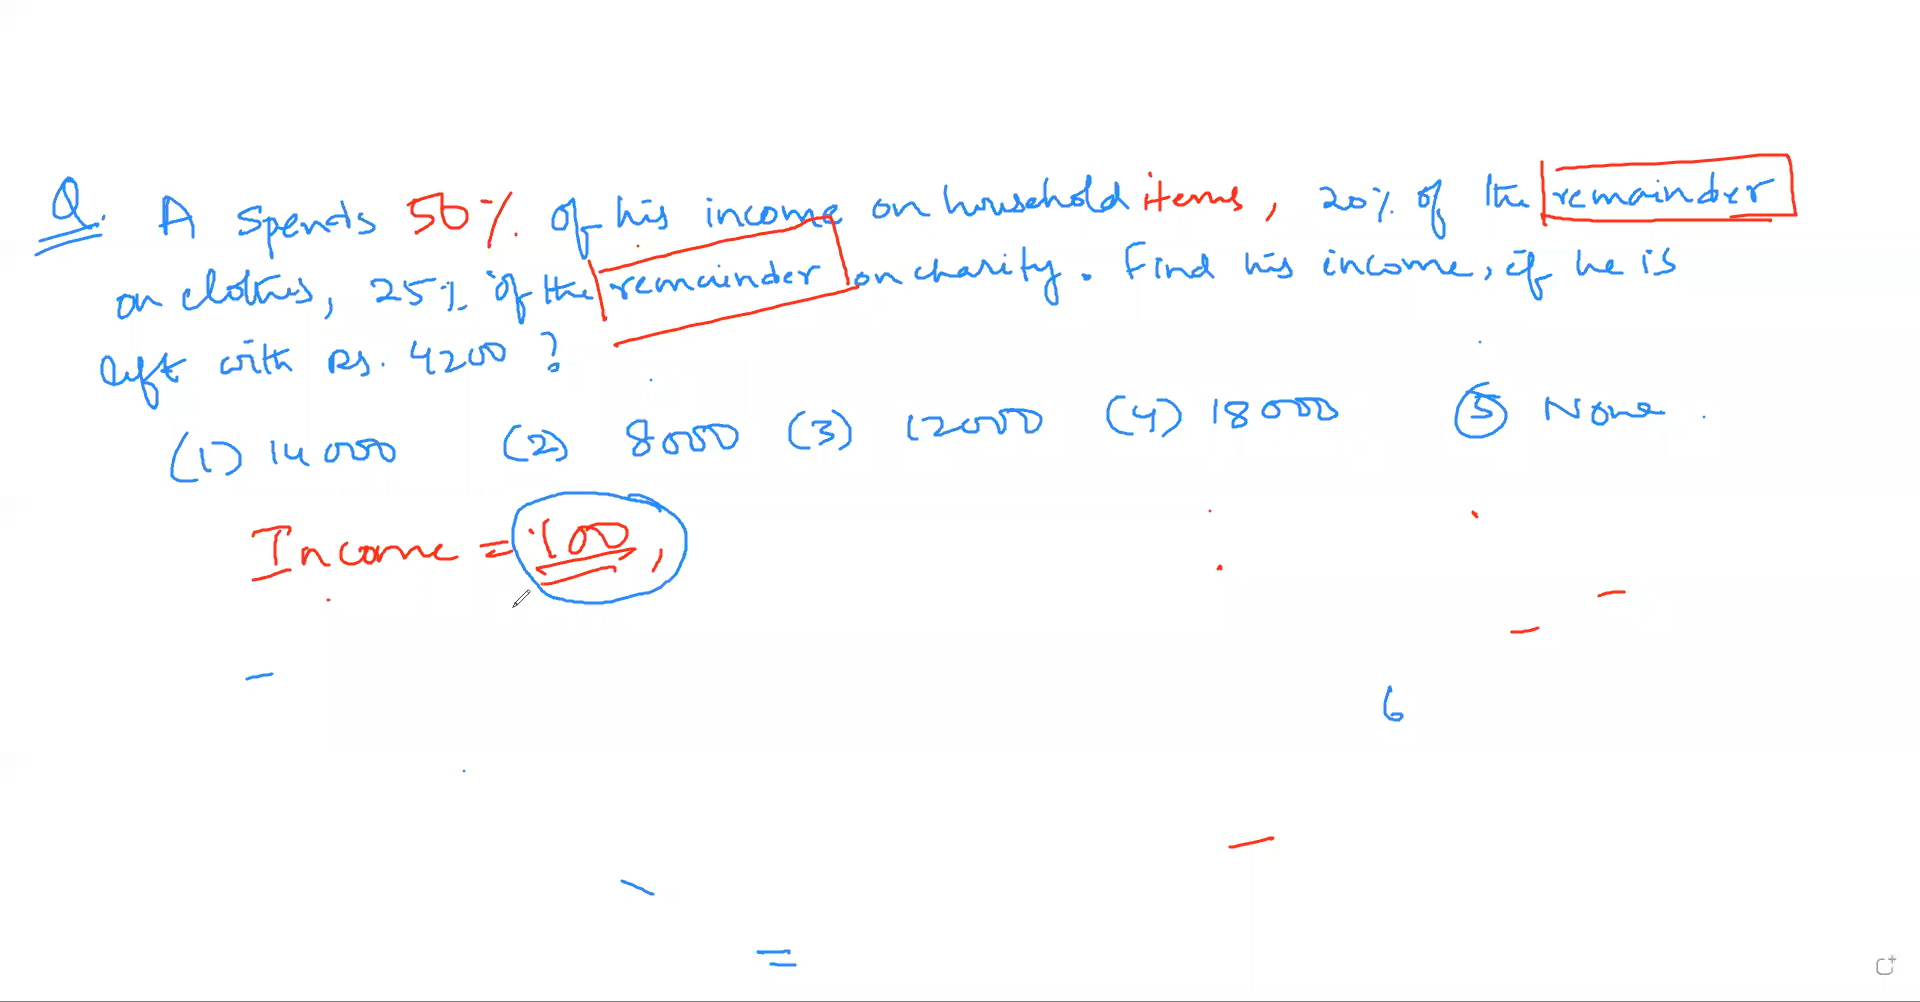 Q. A spends 50% of his income on household items, 20% of the remainder
on clothes, 25% of the remainder on charity. Find his income, if he is
left with Rs. 4200 ?
(1) 14000 (2) 8000 (3) 12000 (4) 18000 (5) None.
Income = 100,
6